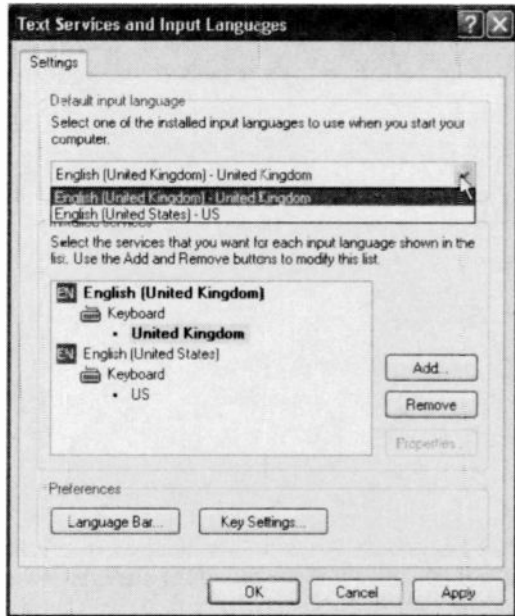 Text Services and Input Languages
Settings
Default input language
Select one of the installed input languages to use when you start your
computer.
English (United Kingdom) - United Kingdom
English (United Kingdom) - United Kingdom
English (United States) - US
Installed services
Select the services that you want for each input language shown in the
list. Use the Add and Remove buttons to modify this list.
EN English (United Kingdom)
Keyboard
• United Kingdom
EN English (United States)
Keyboard
• US
Add...
Remove
Properties...
Preferences
Language Bar...
Key Settings...
OK
Cancel
Apply